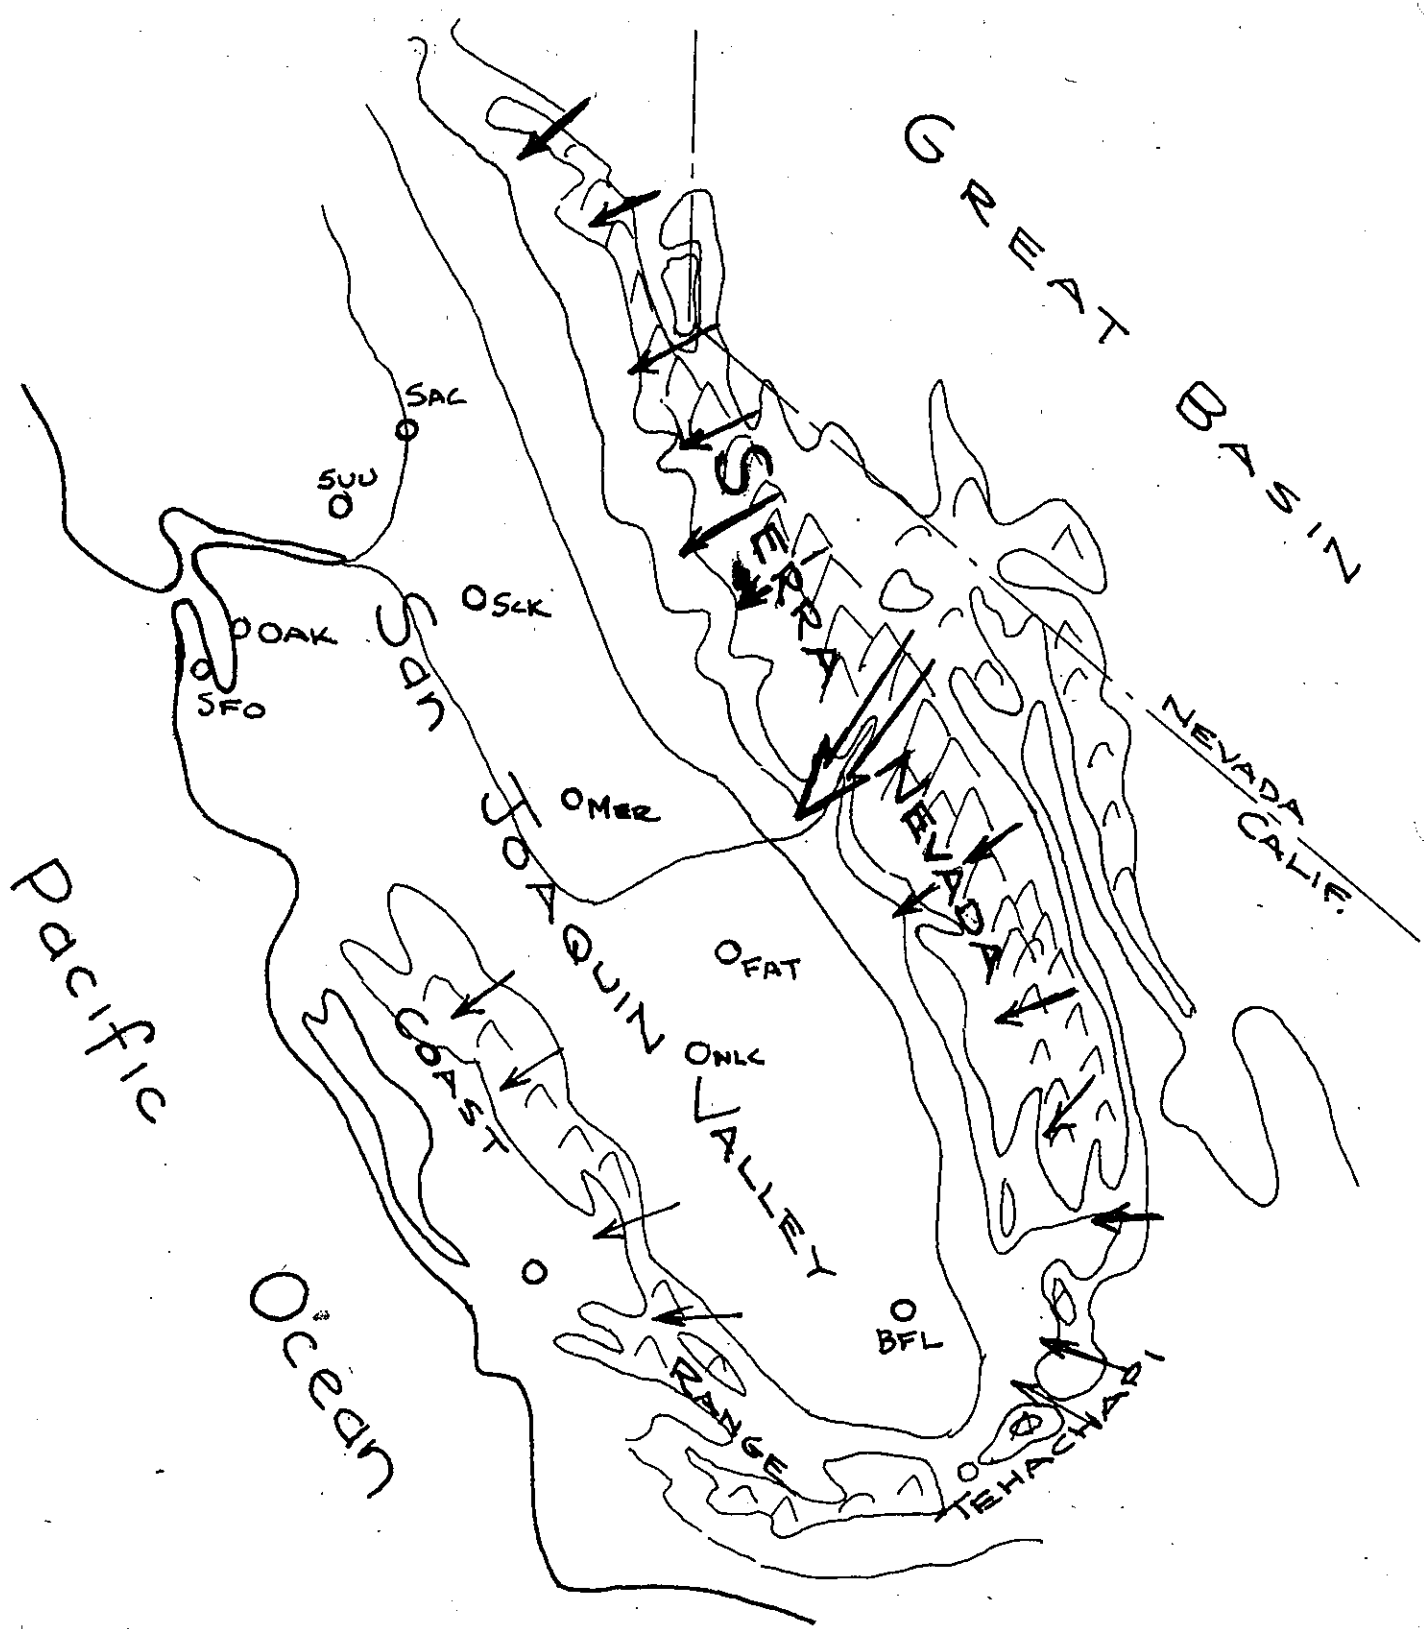 GREAT BASIN
SAC
SUU
SCK
OAK
SFO
SIERRA NEVADA
NEVADA
CALIF.
San JOAQUIN VALLEY
MER
FAT
NLC
BFL
COAST RANGE
TEHACHAPI
Pacific Ocean